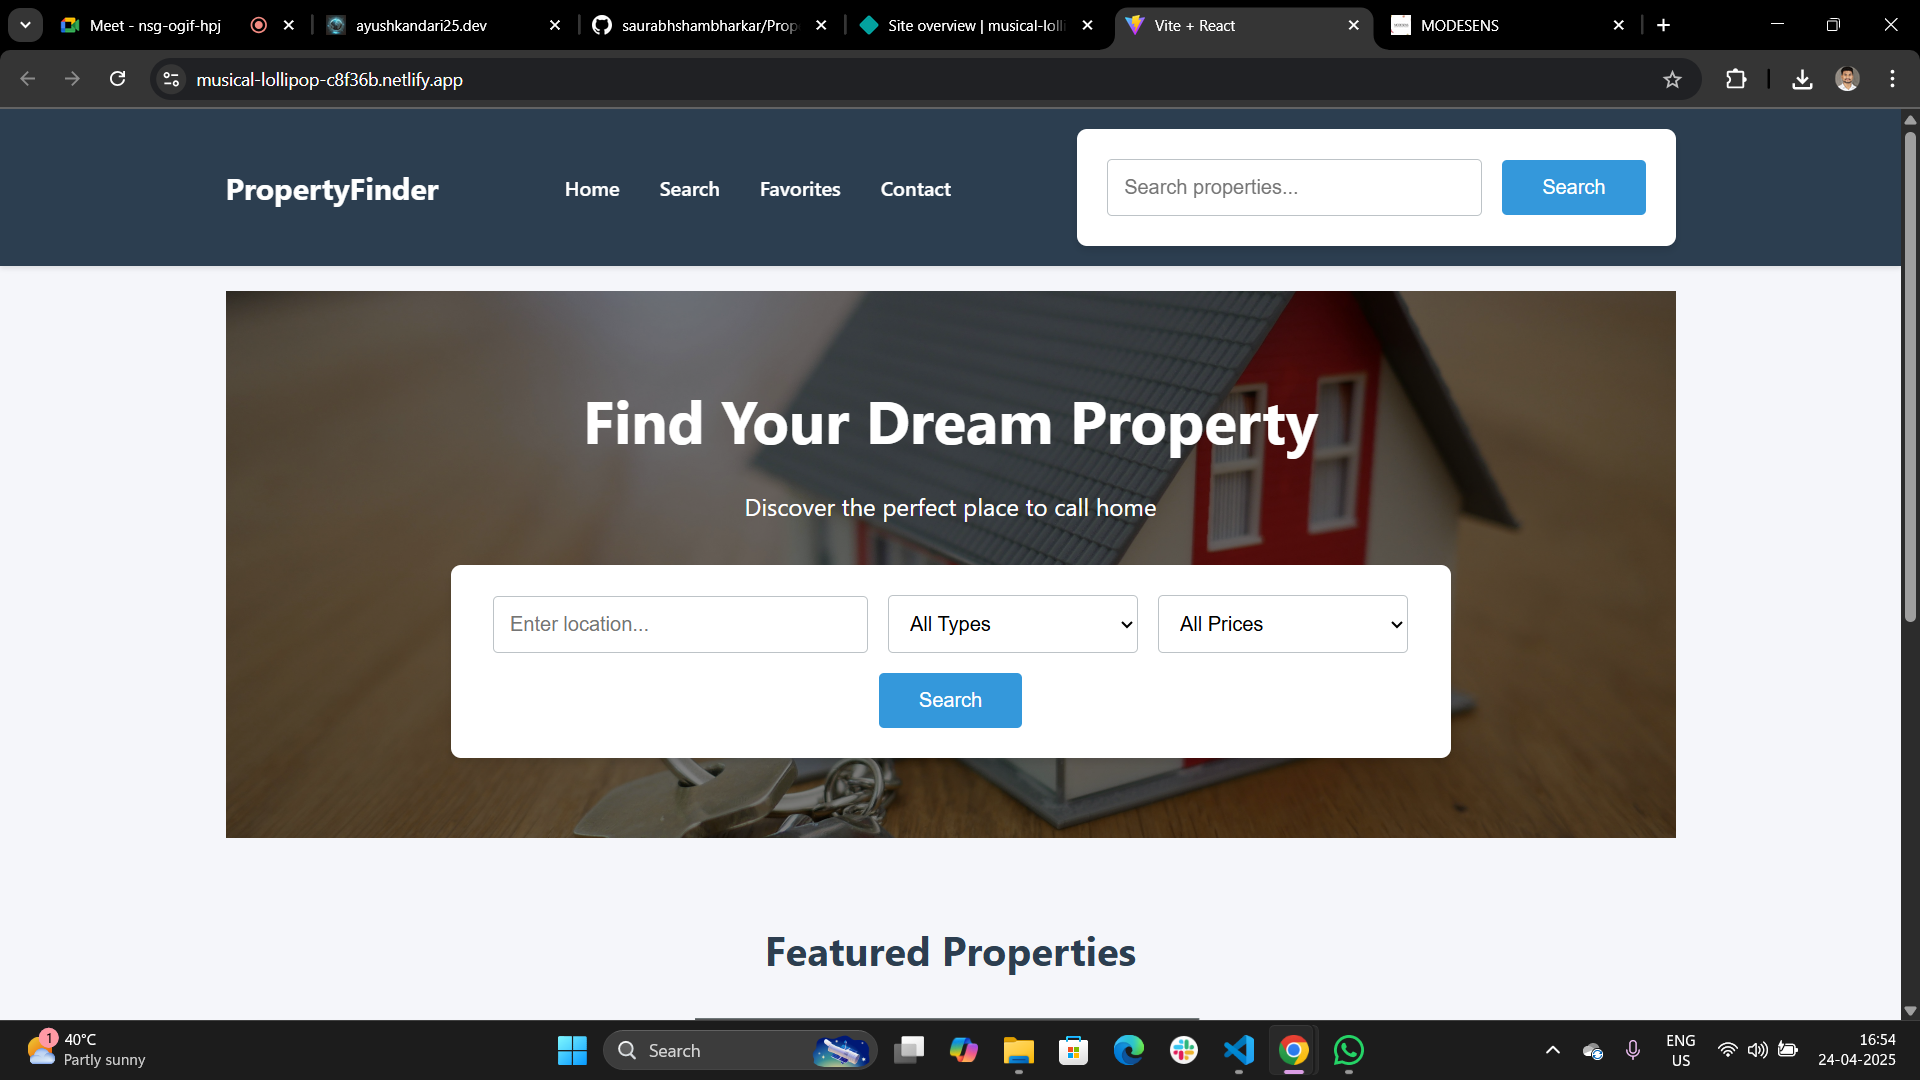 Meet - nsg-ogif-hpj
ayushkandari25.dev
saurabhshambharkar/Prop
Site overview | musical-lolli
Vite + React
MODESENS
musical-lollipop-c8f36b.netlify.app
PropertyFinder
Home
Search
Favorites
Contact
Search properties...
Search
Find Your Dream Property
Discover the perfect place to call home
Enter location...
All Types
All Prices
Search
Featured Properties
1
40°C
Partly sunny
Search
ENG
US
16:54
24-04-2025